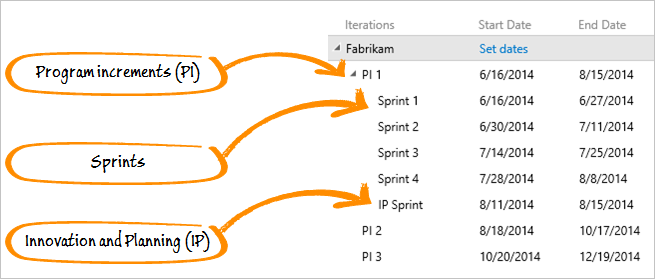 Iterations Start Date End Date
Fabrikam Set dates
Program increments (PI)
PI 1 6/16/2014 8/15/2014
Sprint 1 6/16/2014 6/27/2014
Sprint 2 6/30/2014 7/11/2014
Sprints
Sprint 3 7/14/2014 7/25/2014
Sprint 4 7/28/2014 8/8/2014
IP Sprint 8/11/2014 8/15/2014
Innovation and Planning (IP)
PI 2 8/18/2014 10/17/2014
PI 3 10/20/2014 12/19/2014